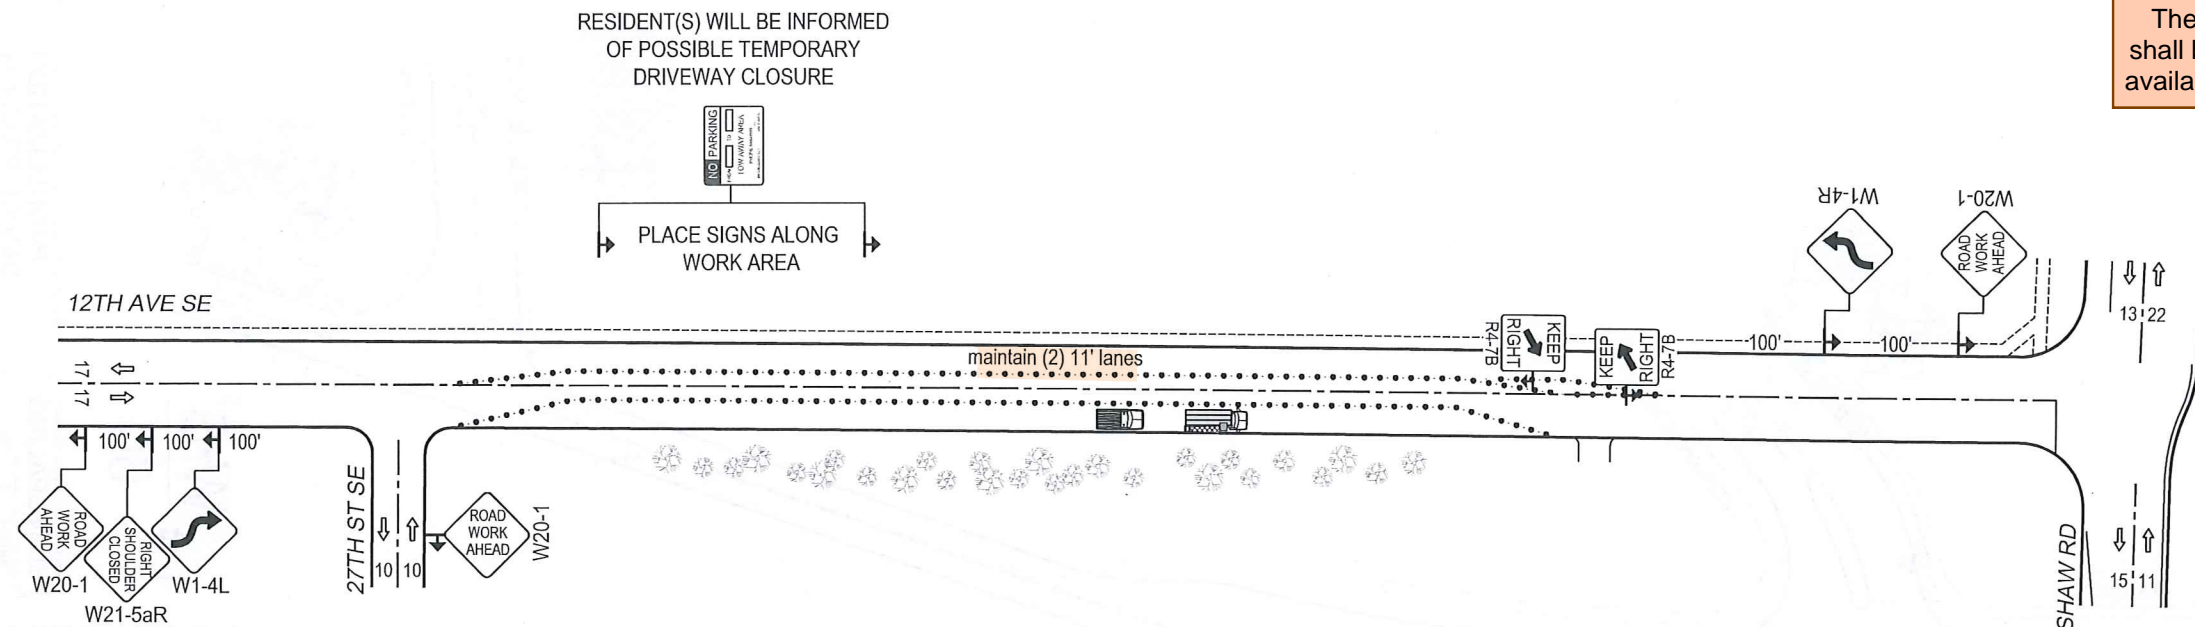 RESIDENT(S) WILL BE INFORMED
OF POSSIBLE TEMPORARY
DRIVEWAY CLOSURE
The
shall
availa
NO PARKING
TOW AWAY AREA
PLACE SIGNS ALONG
WORK AREA
W1-4R
W20-1
ROAD
WORK
AHEAD
12TH AVE SE
13 22
KEEP
RIGHT
R4-7B
KEEP
RIGHT
R4-7B
100'
100'
maintain (2) 11' lanes
17
17
100'
100'
100'
ROAD
WORK
AHEAD
W20-1
RIGHT
SHOULDER
CLOSED
W21-5aR
W1-4L
27TH ST SE
10 10
ROAD
WORK
AHEAD
W20-1
SHAW RD
15 11